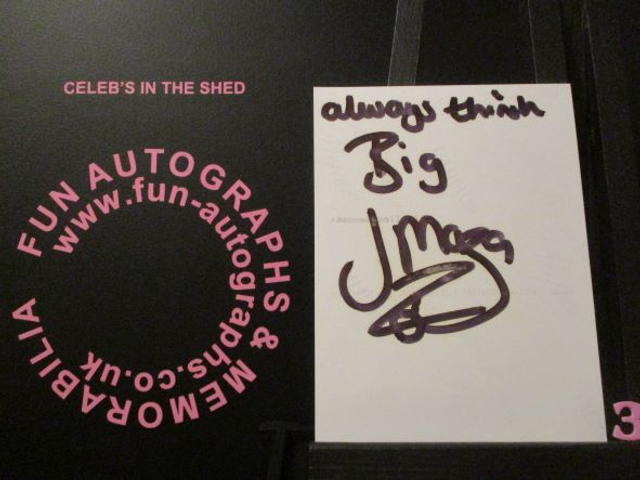 CELEB'S IN THE SHED
FUN AUTOGRAPHS & MEMORABILIA
www.fun-autographs.co.uk
always think
Big
3